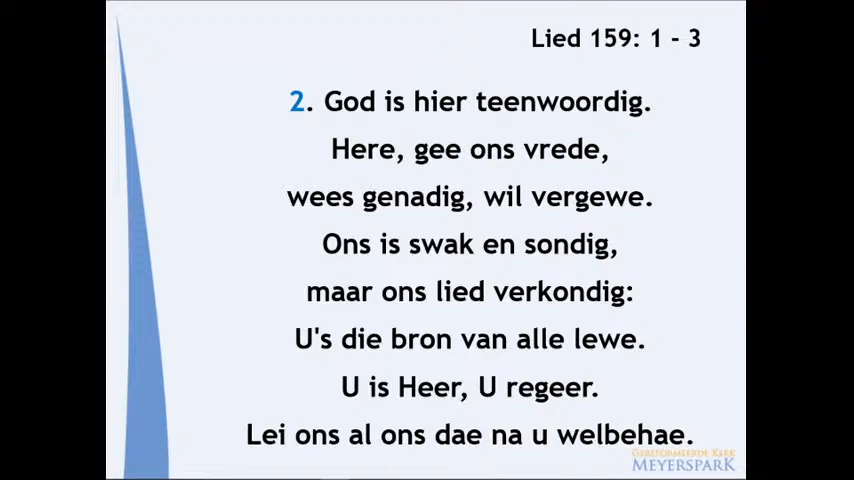 Lied 159: 1 - 3
2. God is hier teenwoordig.
Here, gee ons vrede,
wees genadig, wil vergewe.
Ons is swak en sondig,
maar ons lied verkondig:
U's die bron van alle lewe.
U is Heer, U regeer.
Lei ons al ons dae na u welbehae.
GEREFORMEERDE KERK
MEYERSPARK